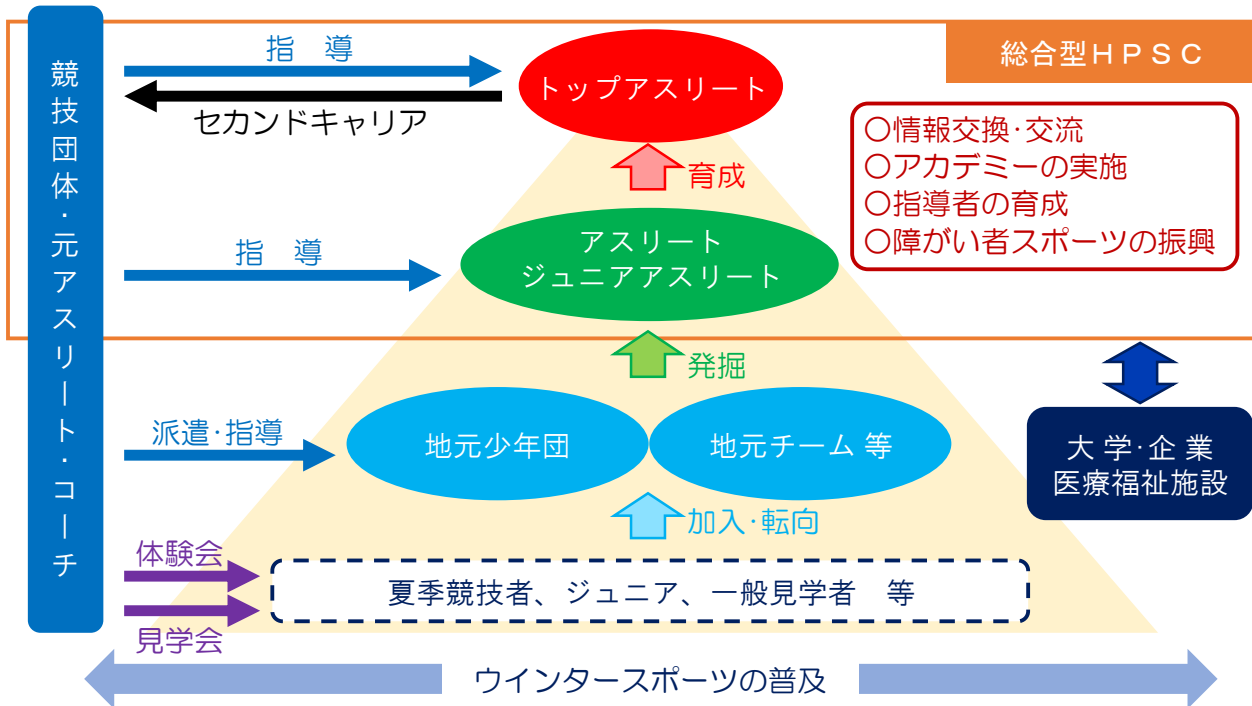 総合型ＨＰＳＣ
競技団体・元アスリート・コーチ
指　導
セカンドキャリア
トップアスリート
〇情報交換・交流
〇アカデミーの実施
〇指導者の育成
〇障がい者スポーツの振興
育成
指　導
アスリート
ジュニアアスリート
発掘
派遣・指導
地元少年団
地元チーム 等
大 学・企 業
医療福祉施設
加入・転向
体験会
見学会
夏季競技者、ジュニア、一般見学者　等
ウインタースポーツの普及